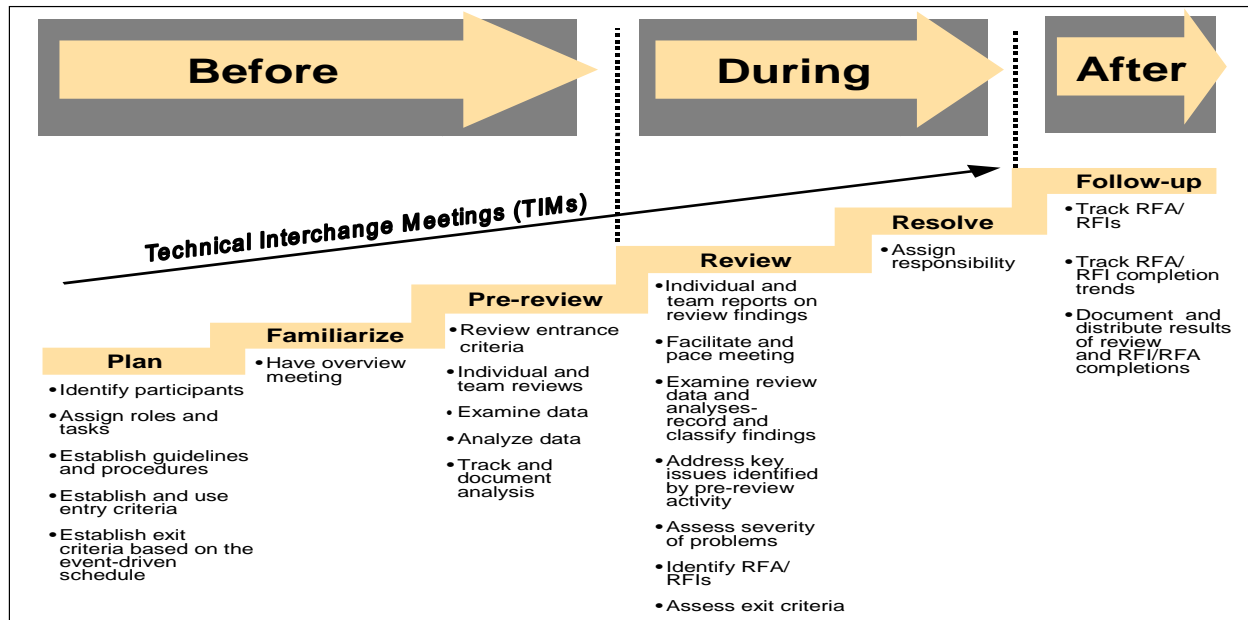 Before
During
After
Technical Interchange Meetings (TIMs)
Plan
• Identify participants
• Assign roles and
tasks
• Establish guidelines
and procedures
• Establish and use
entry criteria
• Establish exit
criteria based on the
event-driven
schedule
Familiarize
• Have overview
meeting
Pre-review
• Review entrance
criteria
• Individual and
team reviews
• Examine data
• Analyze data
• Track and
document
analysis
Review
• Individual and
team reports on
review findings
• Facilitate and
pace meeting
• Examine review
data and
analyses-
record and
classify findings
• Address key
issues identified
by pre-review
activity
• Assess severity
of problems
• Identify RFA/
RFIs
• Assess exit criteria
Resolve
• Assign
responsibility
Follow-up
• Track RFA/
RFIs
• Track RFA/
RFI completion
trends
• Document and
distribute results
of review
and RFI/RFA
completions